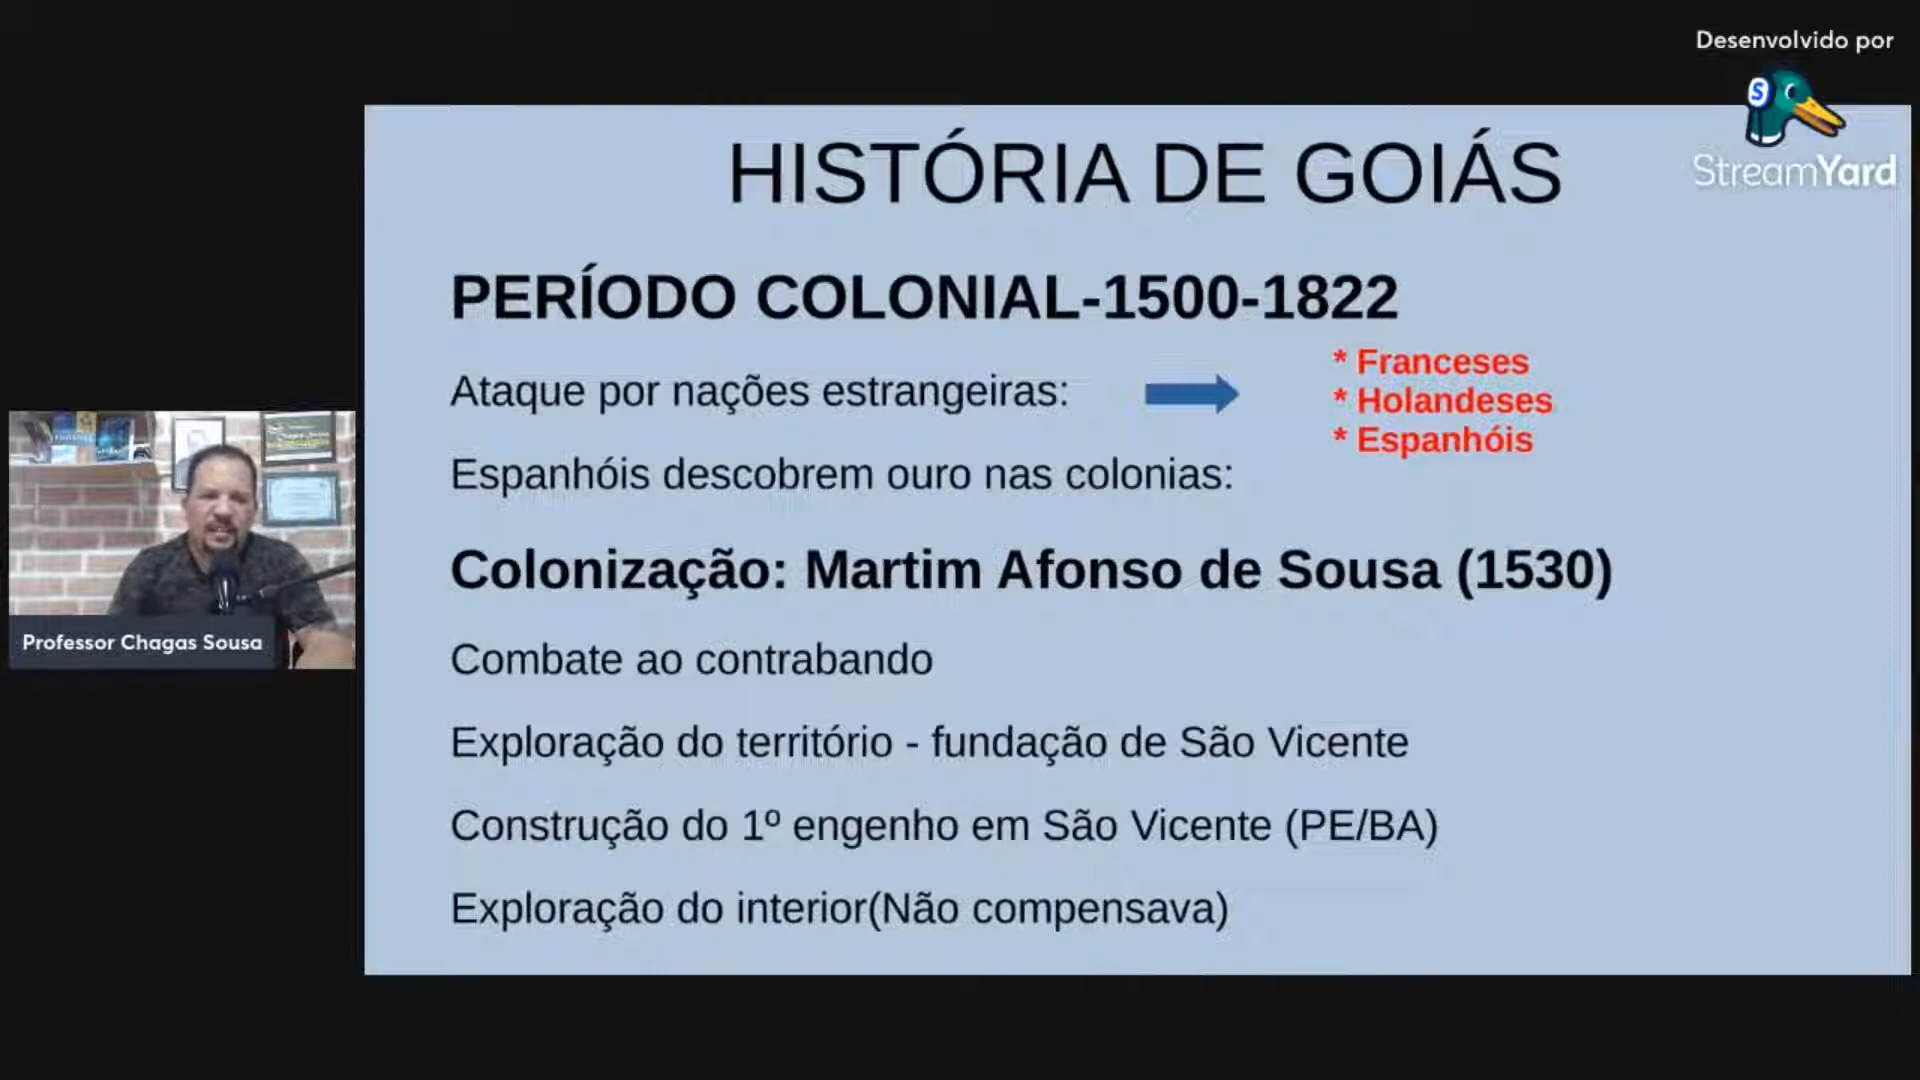 Desenvolvido por
S
StreamYard
HISTÓRIA DE GOIÁS
PERÍODO COLONIAL-1500-1822
Ataque por nações estrangeiras:
* Franceses
* Holandeses
* Espanhóis
Espanhóis descobrem ouro nas colonias:
Colonização: Martim Afonso de Sousa (1530)
Combate ao contrabando
Exploração do território - fundação de São Vicente
Construção do 1º engenho em São Vicente (PE/BA)
Exploração do interior(Não compensava)
Professor Chagas Sousa